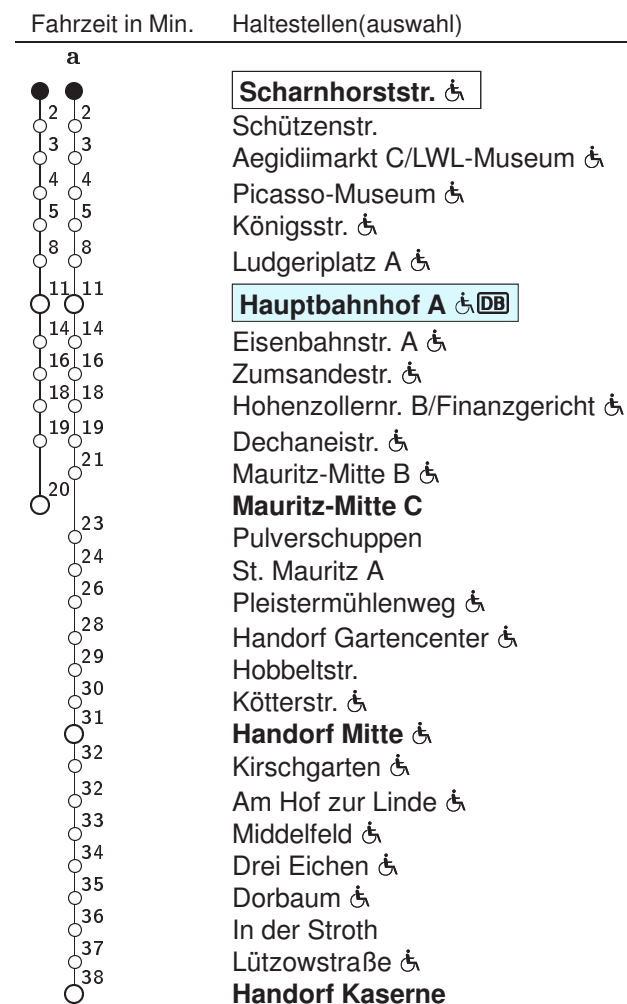 Fahrzeit in Min. Haltestellen(auswahl)
a
Scharnhorststr.
2 2 Schützenstr.
3 3 Aegidiimarkt C/LWL-Museum
4 4 Picasso-Museum
5 5 Königsstr.
8 8 Ludgeriplatz A
11 11 Hauptbahnhof A DB
14 14 Eisenbahnstr. A
16 16 Zumsandestr.
18 18 Hohenzollernr. B/Finanzgericht
19 19 Dechaneistr.
21 Mauritz-Mitte B
20 Mauritz-Mitte C
23 Pulverschuppen
24 St. Mauritz A
26 Pleistermühlenweg
28 Handorf Gartencenter
29 Hobbeltstr.
30 Kötterstr.
31 Handorf Mitte
32 Kirschgarten
32 Am Hof zur Linde
33 Middelfeld
34 Drei Eichen
35 Dorbaum
36 In der Stroth
37 Lützowstraße
38 Handorf Kaserne